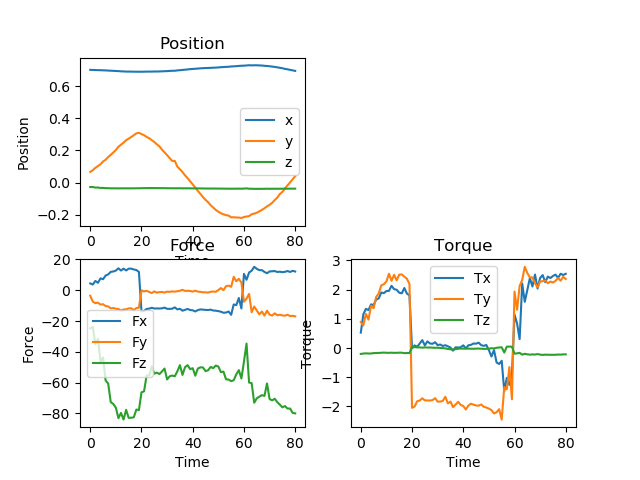 Position
Position
0.6
0.4
0.2
0.0
−0.2
x
y
z
0 20 40 60 80
Time
Force
Force
20
0
−20
−40
−60
−80
Fx
Fy
Fz
0 20 40 60 80
Time
Torque
Torque
3
2
1
0
−1
−2
Tx
Ty
Tz
0 20 40 60 80
Time